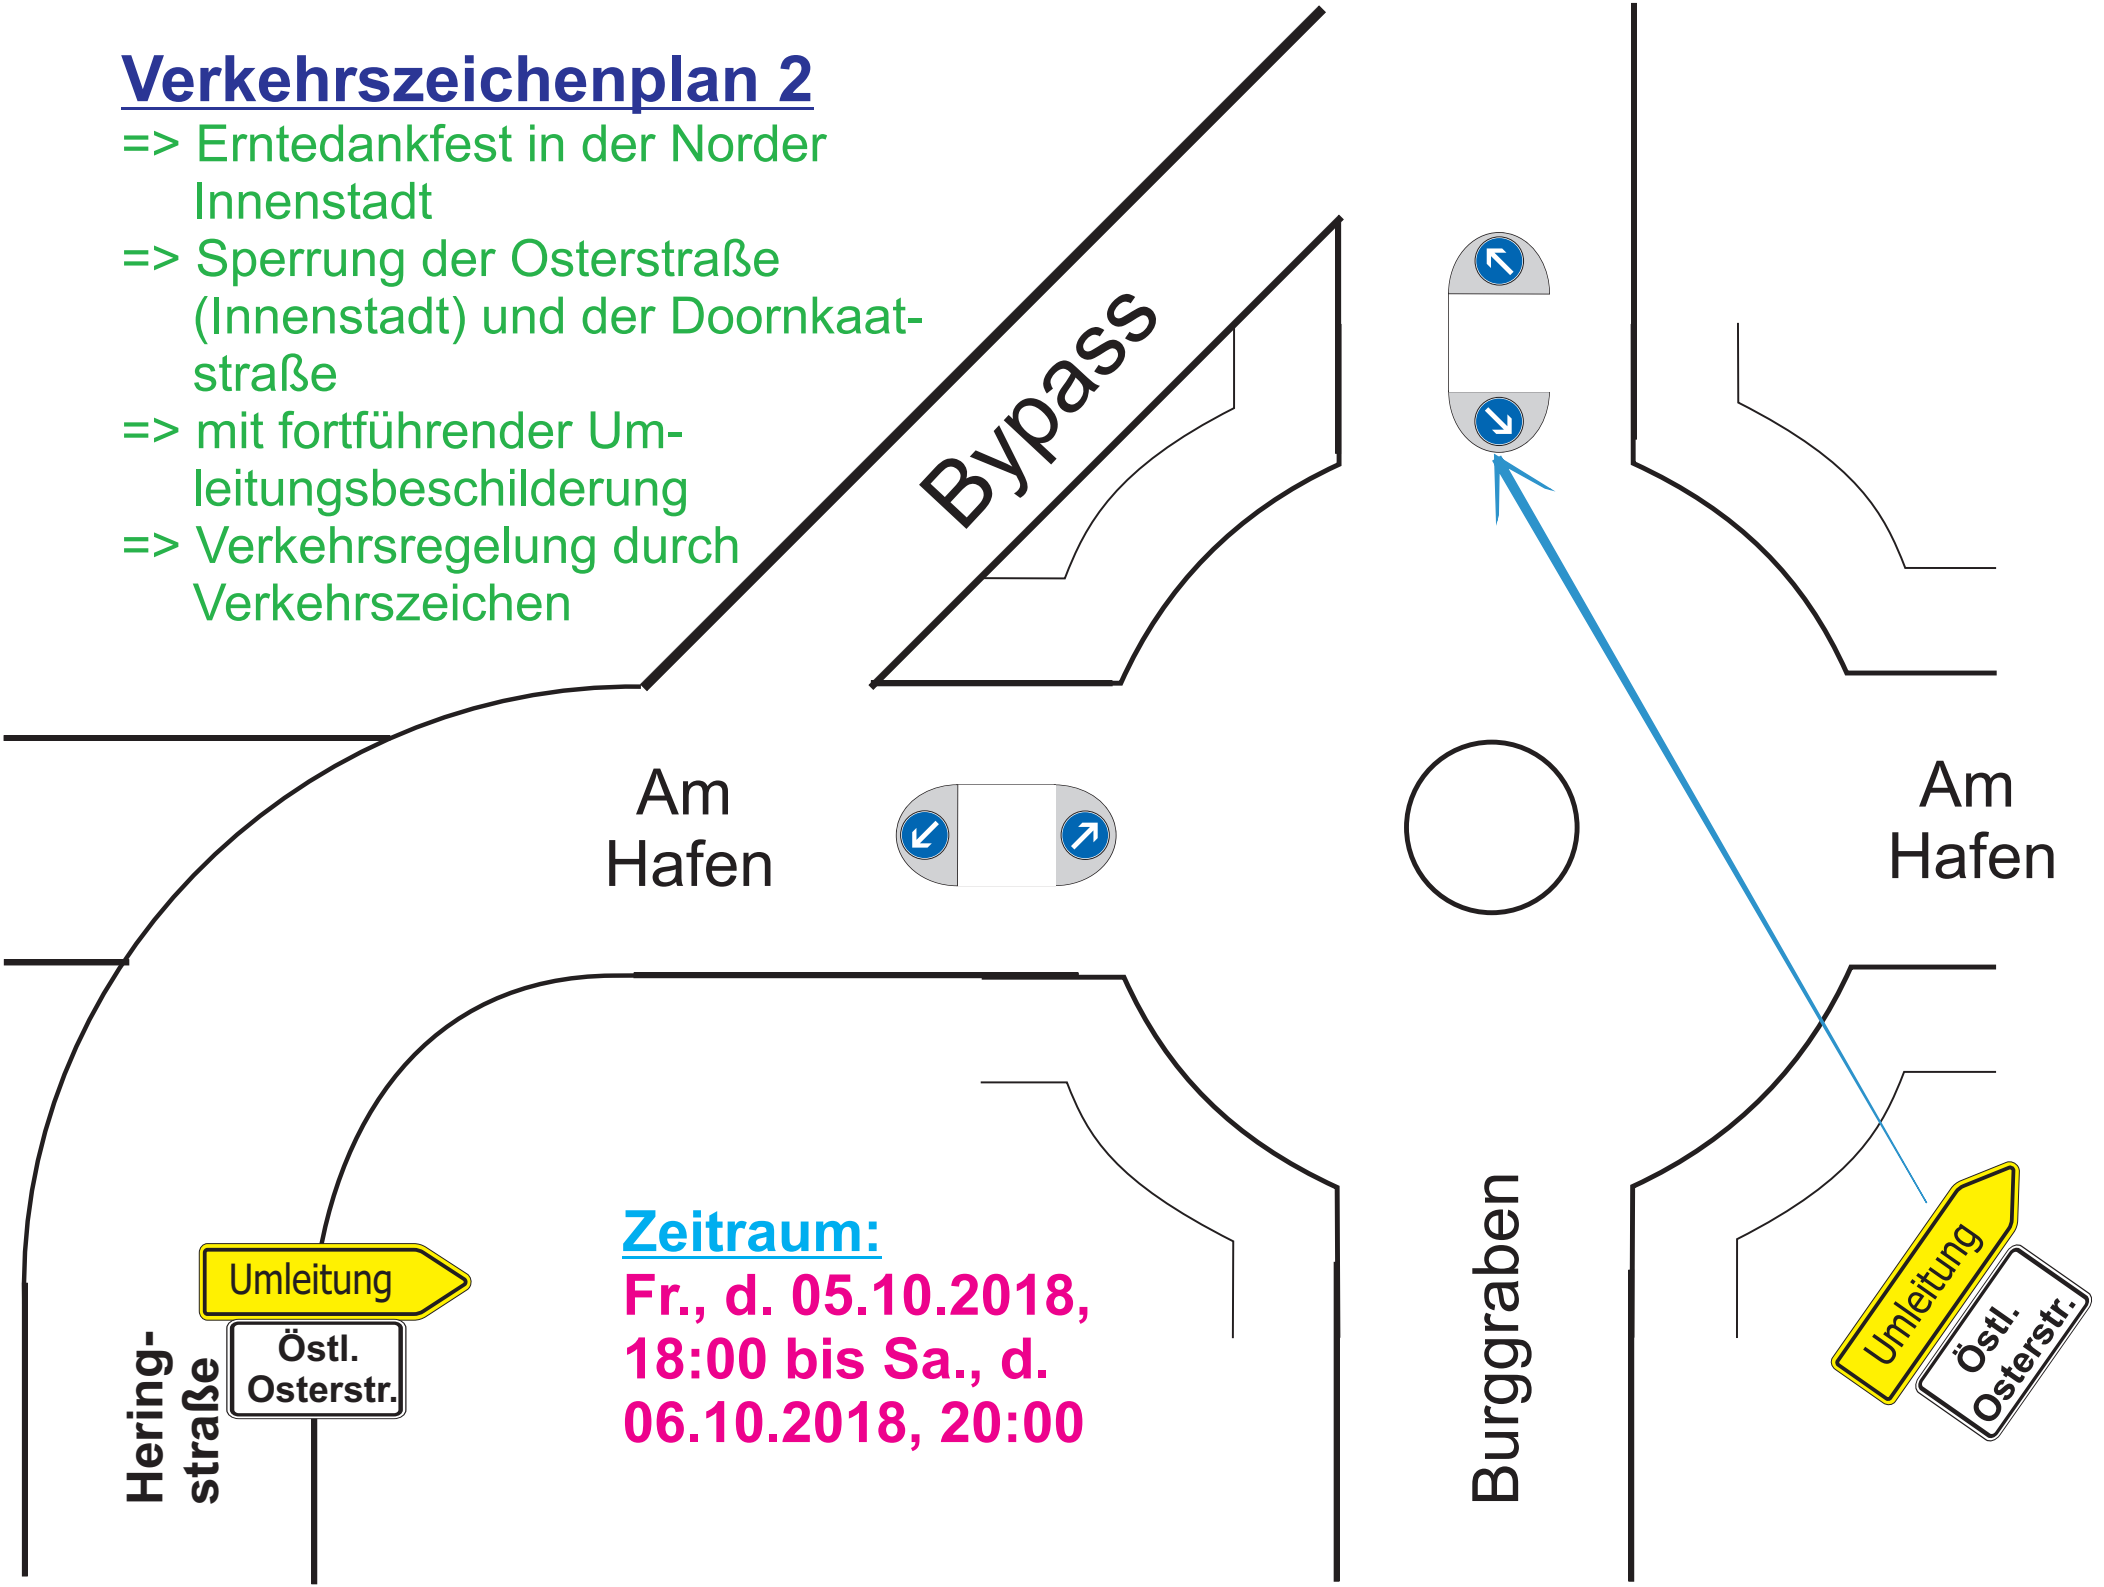 Verkehrszeichenplan 2
=> Erntedankfest in der Norder
Innenstadt
=> Sperrung der Osterstraße
(Innenstadt) und der Doornkaat-
straße
=> mit fortführender Um-
leitungsbeschilderung
=> Verkehrsregelung durch
Verkehrszeichen
Bypass
Am
Hafen
Am
Hafen
Hering-
straße
Umleitung
Östl.
Osterstr.
Zeitraum:
Fr., d. 05.10.2018,
18:00 bis Sa., d.
06.10.2018, 20:00
Burggraben
Umleitung
Östl.
Osterstr.